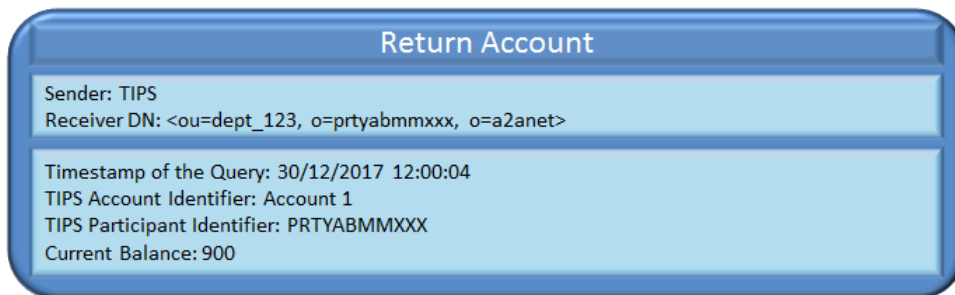 Return Account
Sender: TIPS
Receiver DN: <ou=dept_123, o=prtyabmmxxx, o=a2anet>
Timestamp of the Query: 30/12/2017 12:00:04
TIPS Account Identifier: Account 1
TIPS Participant Identifier: PRTYABMMXXX
Current Balance: 900